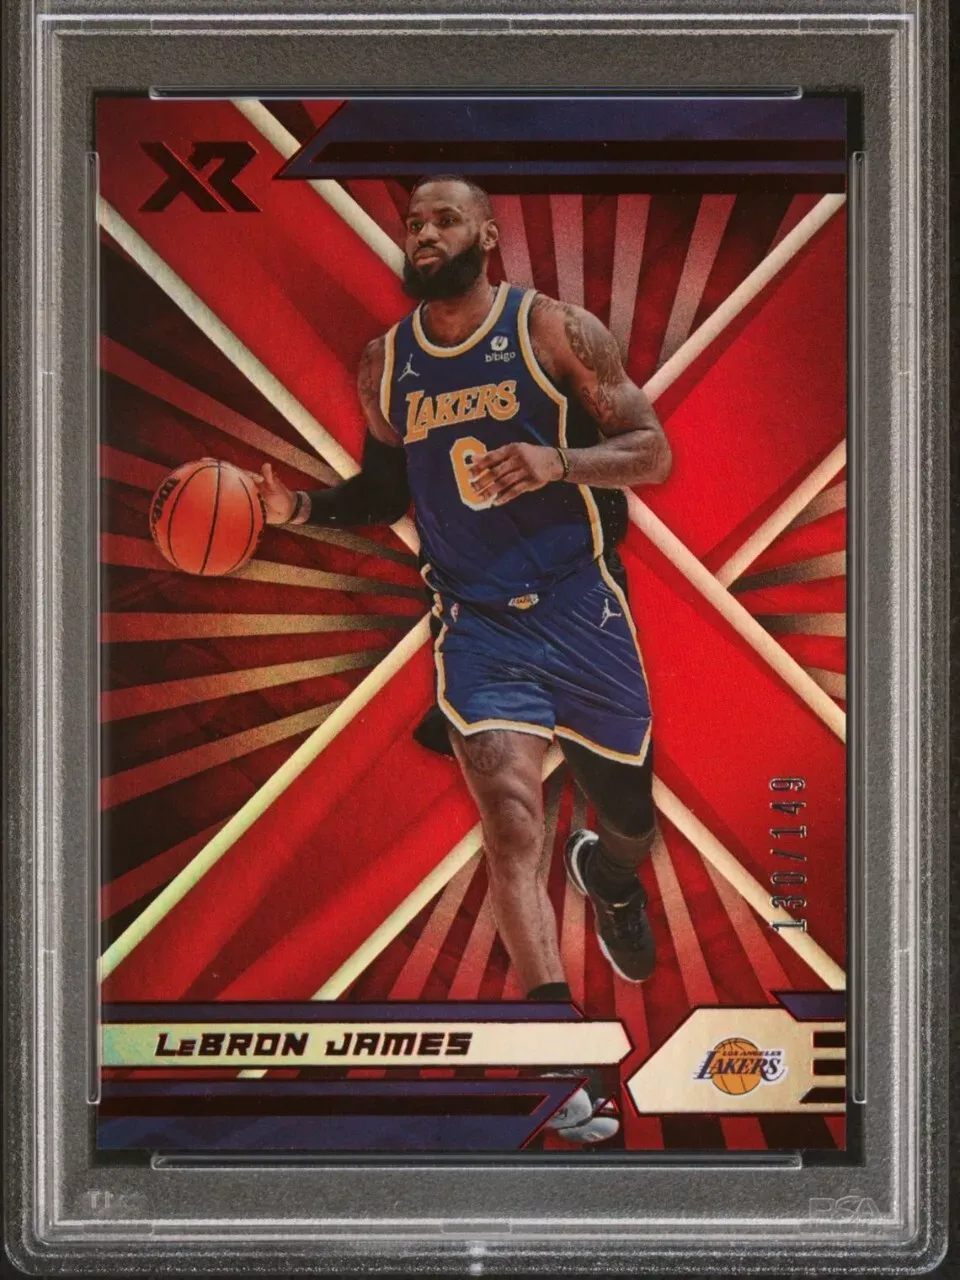 XR
bibigo
LAKERS
6
130/149
LeBRON JAMES
LOS ANGELES
LAKERS
PSA